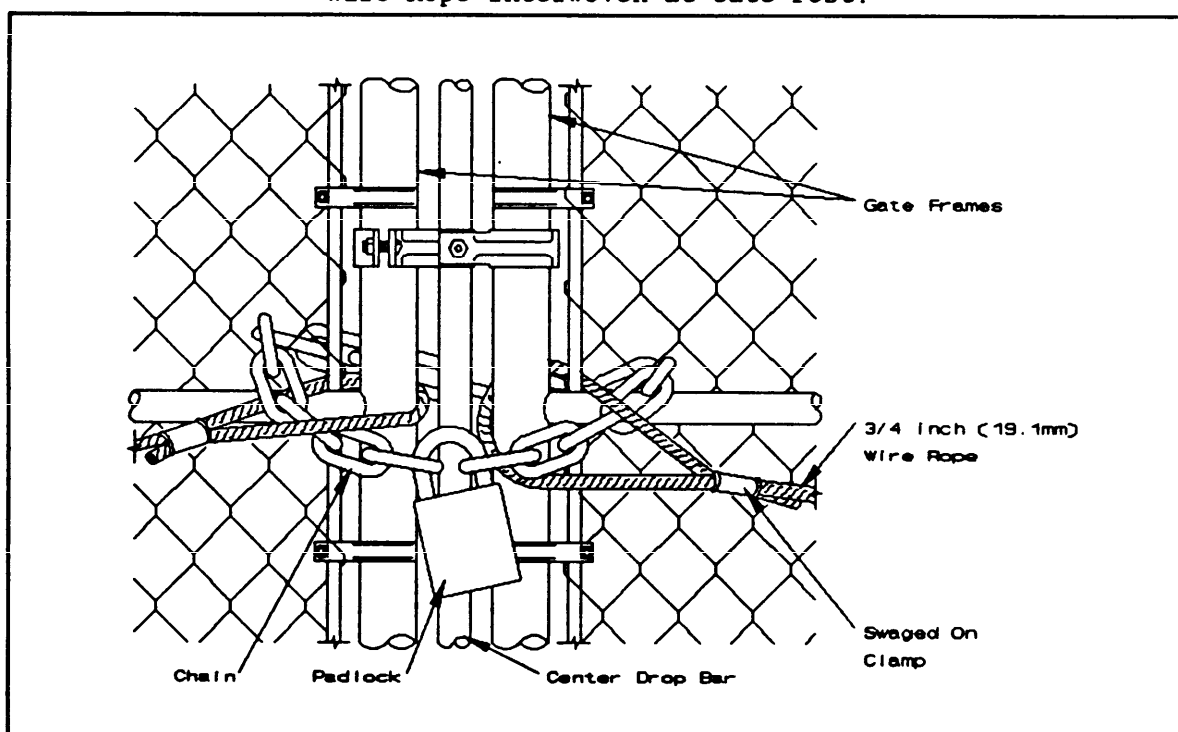 Gate Frames
3/4 inch (19.1mm)
Wire Rope
Swaged On
Clamp
Chain
Padlock
Center Drop Bar